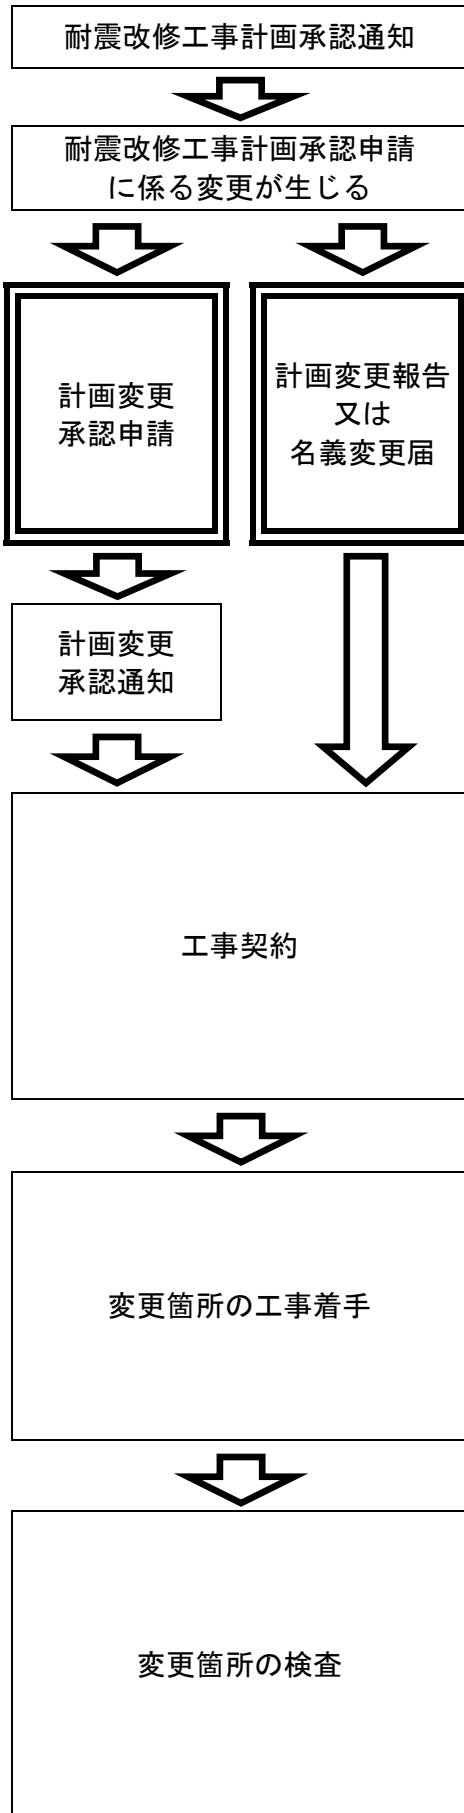 耐震改修工事計画承認通知
耐震改修工事計画承認申請
に係る変更が生じる
計画変更
承認申請
計画変更報告
又は
名義変更届
計画変更
承認通知
工事契約
変更箇所の工事着手
変更箇所の検査